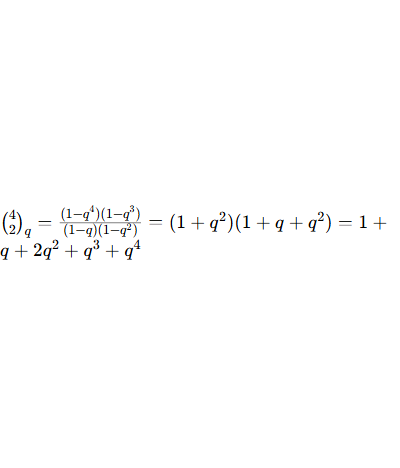 $\binom{4}{2}_q = \frac{(1-q^4)(1-q^3)}{(1-q)(1-q^2)} = (1+q^2)(1+q+q^2) = 1+$
$q+2q^2+q^3+q^4$